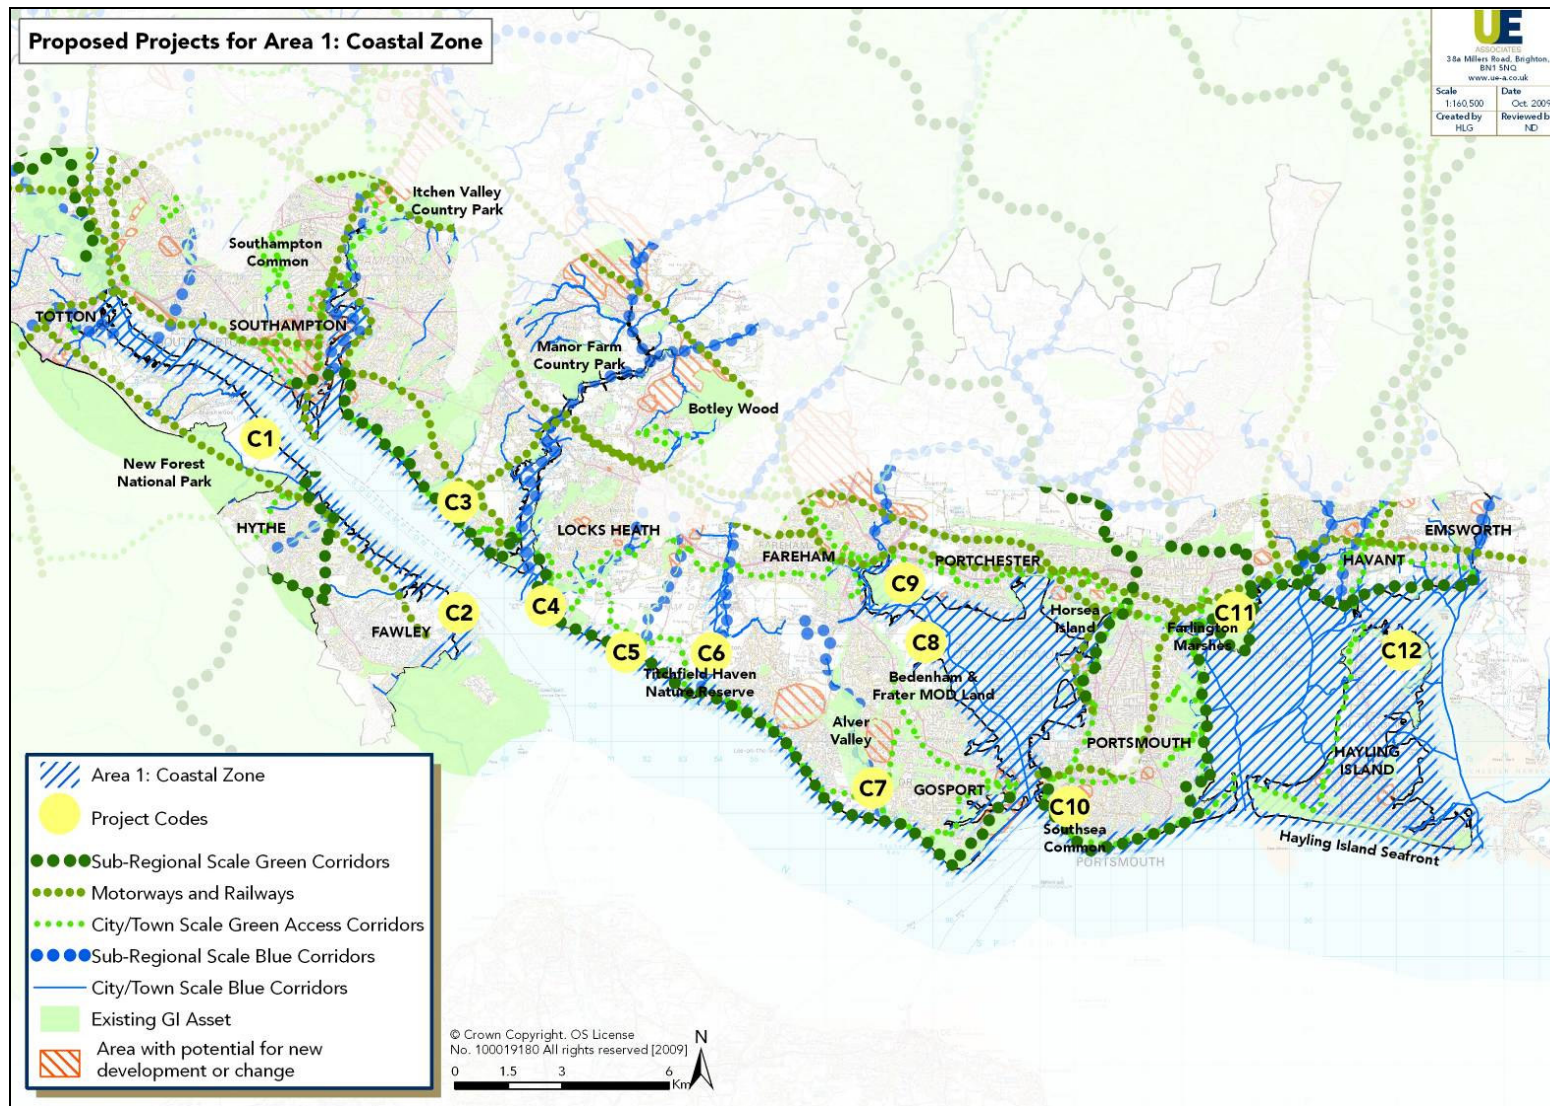 Proposed Projects for Area 1: Coastal Zone
UE
ASSOCIATES
38a Millers Road, Brighton,
BN1 5NQ
www.ue-a.co.uk
Scale
1:160,500
Date
Oct. 2009
Created by
HLG
Reviewed b
ND
Itchen Valley
Country Park
Southampton
Common
TOTTON
SOUTHAMPTON
Manor Farm
Country Park
Botley Wood
C1
New Forest
National Park
C3
HYTHE
LOCKS HEATH
EMSWORTH
FAREHAM
PORTCHESTER
HAVANT
C9
C4
C2
Horsea
Island
C11
Farlington
Marshes
FAWLEY
C5
C6
C8
C12
Titchfield Haven
Nature Reserve
Bedenham &
Frater MOD Land
Alver
Valley
PORTSMOUTH
HAYLING
ISLAND
C7
GOSPORT
C10
Southsea
Common
PORTSMOUTH
Hayling Island Seafront
Area 1: Coastal Zone
Project Codes
Sub-Regional Scale Green Corridors
Motorways and Railways
City/Town Scale Green Access Corridors
Sub-Regional Scale Blue Corridors
City/Town Scale Blue Corridors
Existing GI Asset
Area with potential for new
development or change
© Crown Copyright. OS License
No. 100019180 All rights reserved [2009]
N
0 1.5 3 6
Km